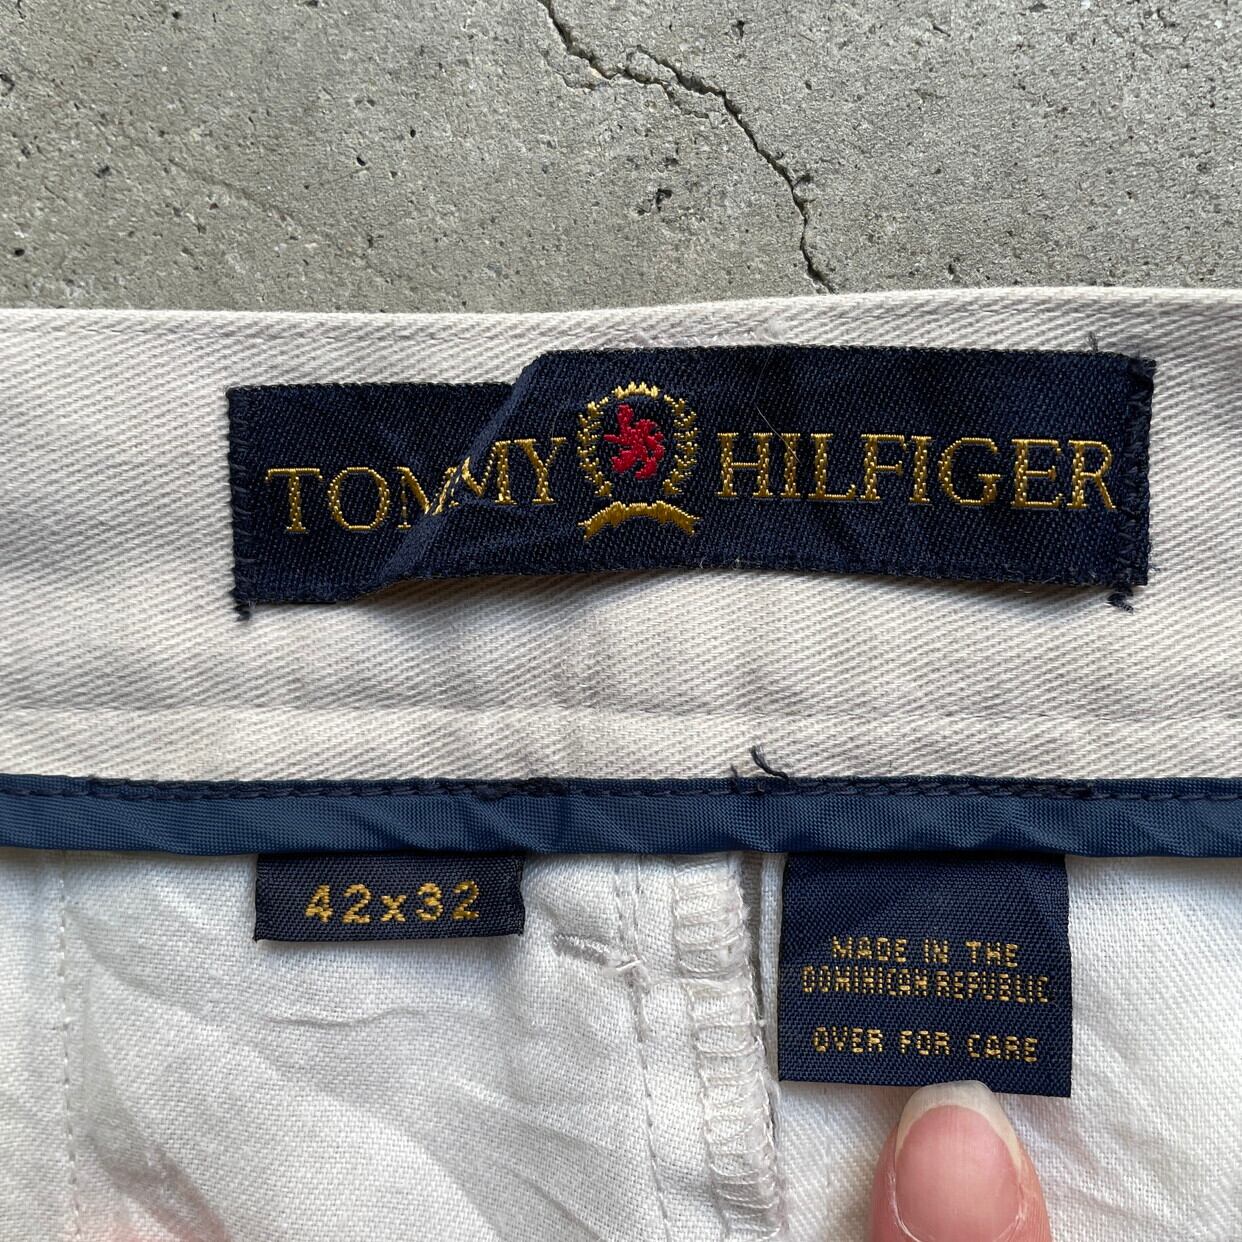 TOMMY HILFIGER
42x32
MADE IN THE
DOMINICAN REPUBLIC
OVER FOR CARE